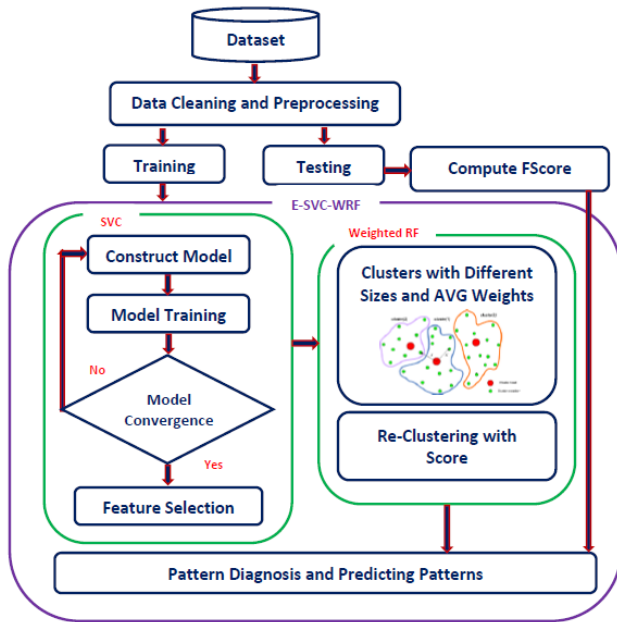 Dataset
Data Cleaning and Preprocessing
Training
Testing
Compute FScore
E-SVC-WRF
SVC
Construct Model
Model Training
No
Model
Convergence
Yes
Feature Selection
Weighted RF
Clusters with Different
Sizes and AVG Weights
Re-Clustering with
Score
Pattern Diagnosis and Predicting Patterns